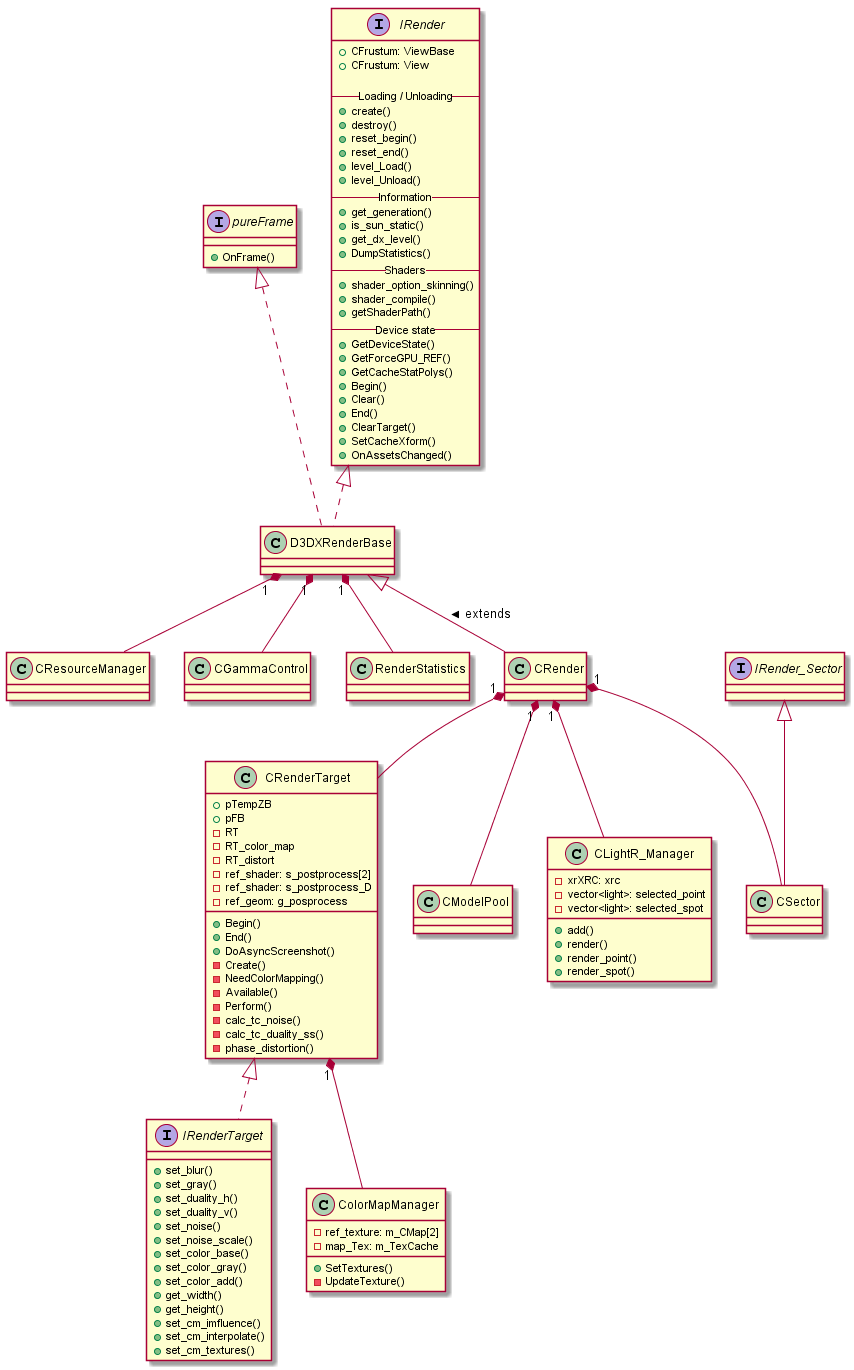 I IRender
CFrustum: ViewBase
CFrustum: View
Loading / Unloading
create()
destroy()
reset_begin()
reset_end()
level_Load()
level_Unload()
Information
get_generation()
is_sun_static()
get_dx_level()
DumpStatistics()
Shaders
shader_option_skinning()
shader_compile()
getShaderPath()
Device state
GetDeviceState()
GetForceGPU_REF()
GetCacheStatPolys()
Begin()
Clear()
End()
ClearTarget()
SetCacheXform()
OnAssetsChanged()
I pureFrame
OnFrame()
C D3DXRenderBase
1
1
1
◄ extends
C CResourceManager
C CGammaControl
C RenderStatistics
C CRender
I IRender_Sector
1
1
1
1
C CRenderTarget
pTempZB
pFB
RT
RT_color_map
RT_distort
ref_shader: s_postprocess[2]
ref_shader: s_postprocess_D
ref_geom: g_posprocess
Begin()
End()
DoAsyncScreenshot()
Create()
NeedColorMapping()
Available()
Perform()
calc_tc_noise()
calc_tc_duality_ss()
phase_distortion()
C CModelPool
C CLightR_Manager
xrXRC: xrc
vector<light>: selected_point
vector<light>: selected_spot
add()
render()
render_point()
render_spot()
C CSector
1
I IRenderTarget
set_blur()
set_gray()
set_duality_h()
set_duality_v()
set_noise()
set_noise_scale()
set_color_base()
set_color_gray()
set_color_add()
get_width()
get_height()
set_cm_imfluence()
set_cm_interpolate()
set_cm_textures()
C ColorMapManager
ref_texture: m_CMap[2]
map_Tex: m_TexCache
SetTextures()
UpdateTexture()